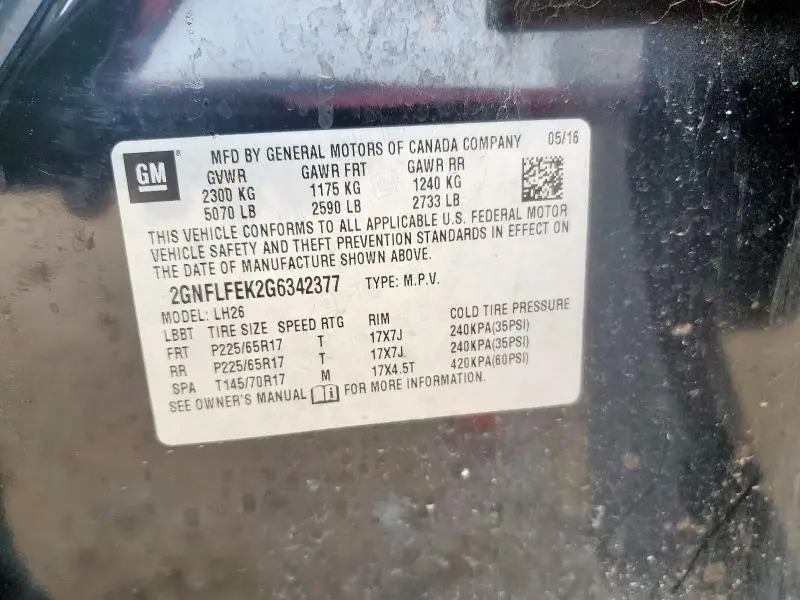 GM
®
MFD BY GENERAL MOTORS OF CANADA COMPANY 05/16
GVWR GAWR FRT GAWR RR
2300 KG 1175 KG 1240 KG
5070 LB 2590 LB 2733 LB
THIS VEHICLE CONFORMS TO ALL APPLICABLE U.S. FEDERAL MOTOR
VEHICLE SAFETY AND THEFT PREVENTION STANDARDS IN EFFECT ON
THE DATE OF MANUFACTURE SHOWN ABOVE.
2GNFLFEK2G6342377 TYPE: M.P.V.
MODEL: LH26
LBBT TIRE SIZE SPEED RTG RIM COLD TIRE PRESSURE
FRT P225/65R17 T 17X7J 240KPA(35PSI)
RR P225/65R17 T 17X7J 240KPA(35PSI)
SPA T145/70R17 M 17X4.5T 420KPA(60PSI)
SEE OWNER'S MANUAL i FOR MORE INFORMATION.